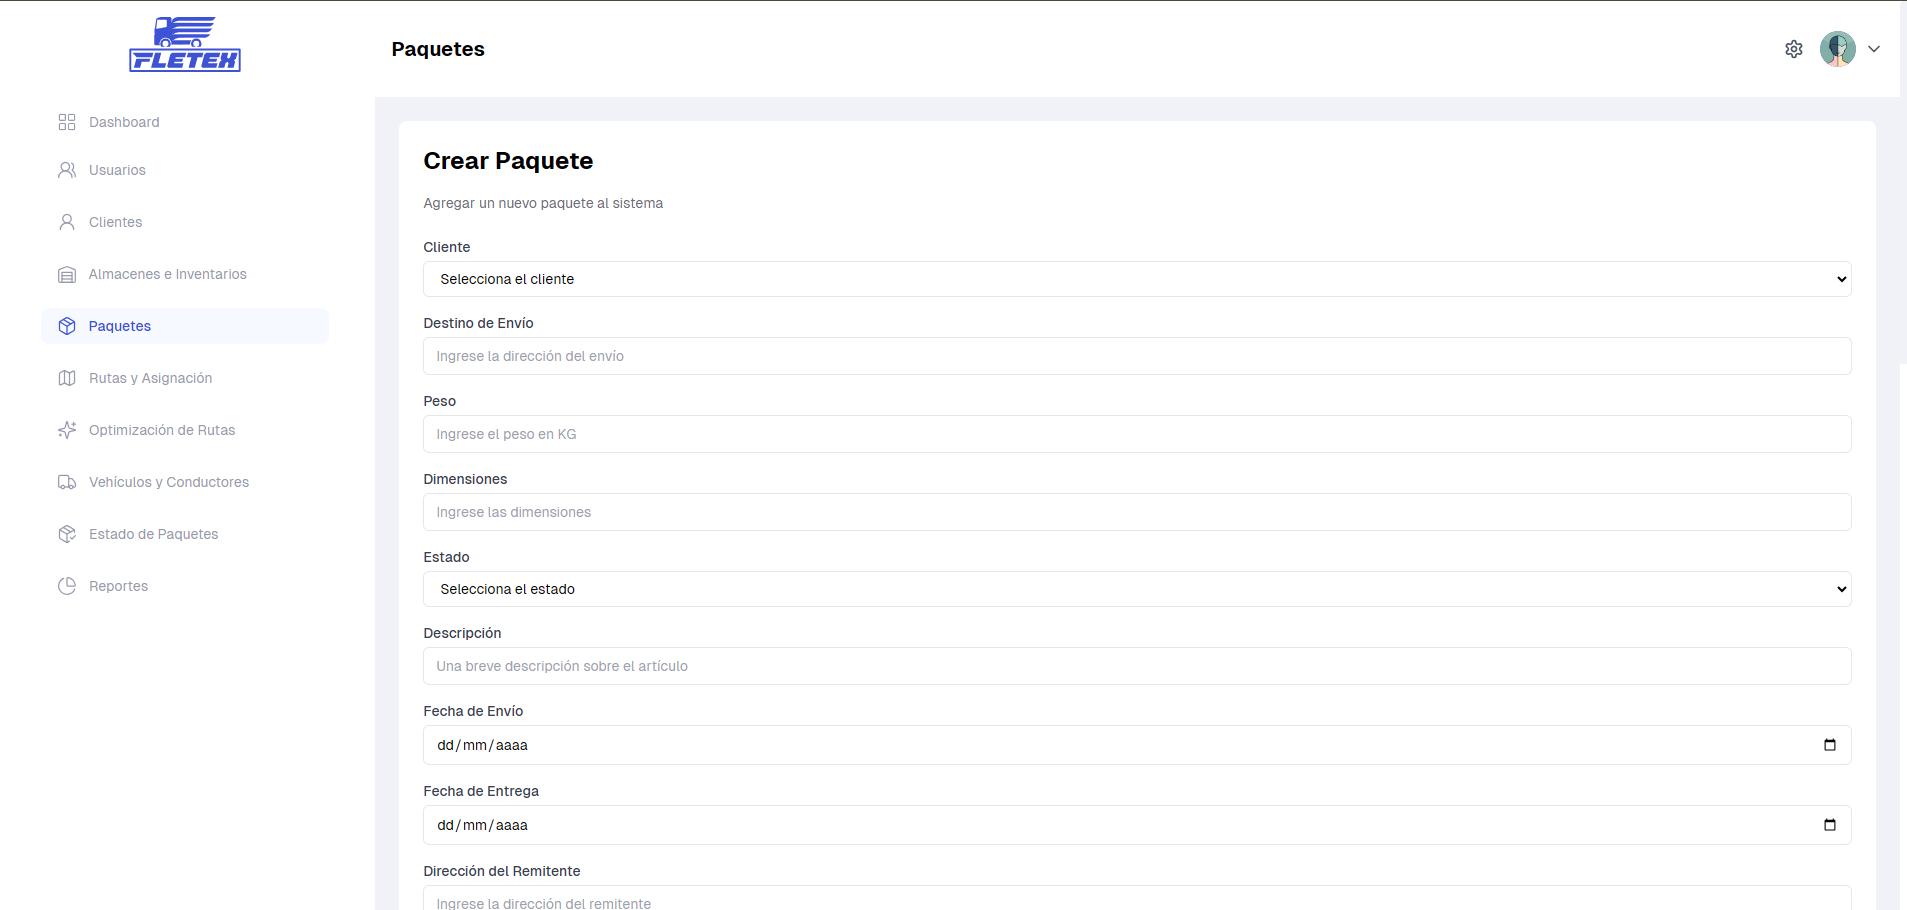 FLETEX
Paquetes
Dashboard
Usuarios
Clientes
Almacenes e Inventarios
Paquetes
Rutas y Asignación
Optimización de Rutas
Vehículos y Conductores
Estado de Paquetes
Reportes
Crear Paquete
Agregar un nuevo paquete al sistema
Cliente
Selecciona el cliente
Destino de Envío
Ingrese la dirección del envío
Peso
Ingrese el peso en KG
Dimensiones
Ingrese las dimensiones
Estado
Selecciona el estado
Descripción
Una breve descripción sobre el artículo
Fecha de Envío
dd/mm/aaaa
Fecha de Entrega
dd/mm/aaaa
Dirección del Remitente
Ingrese la dirección del remitente